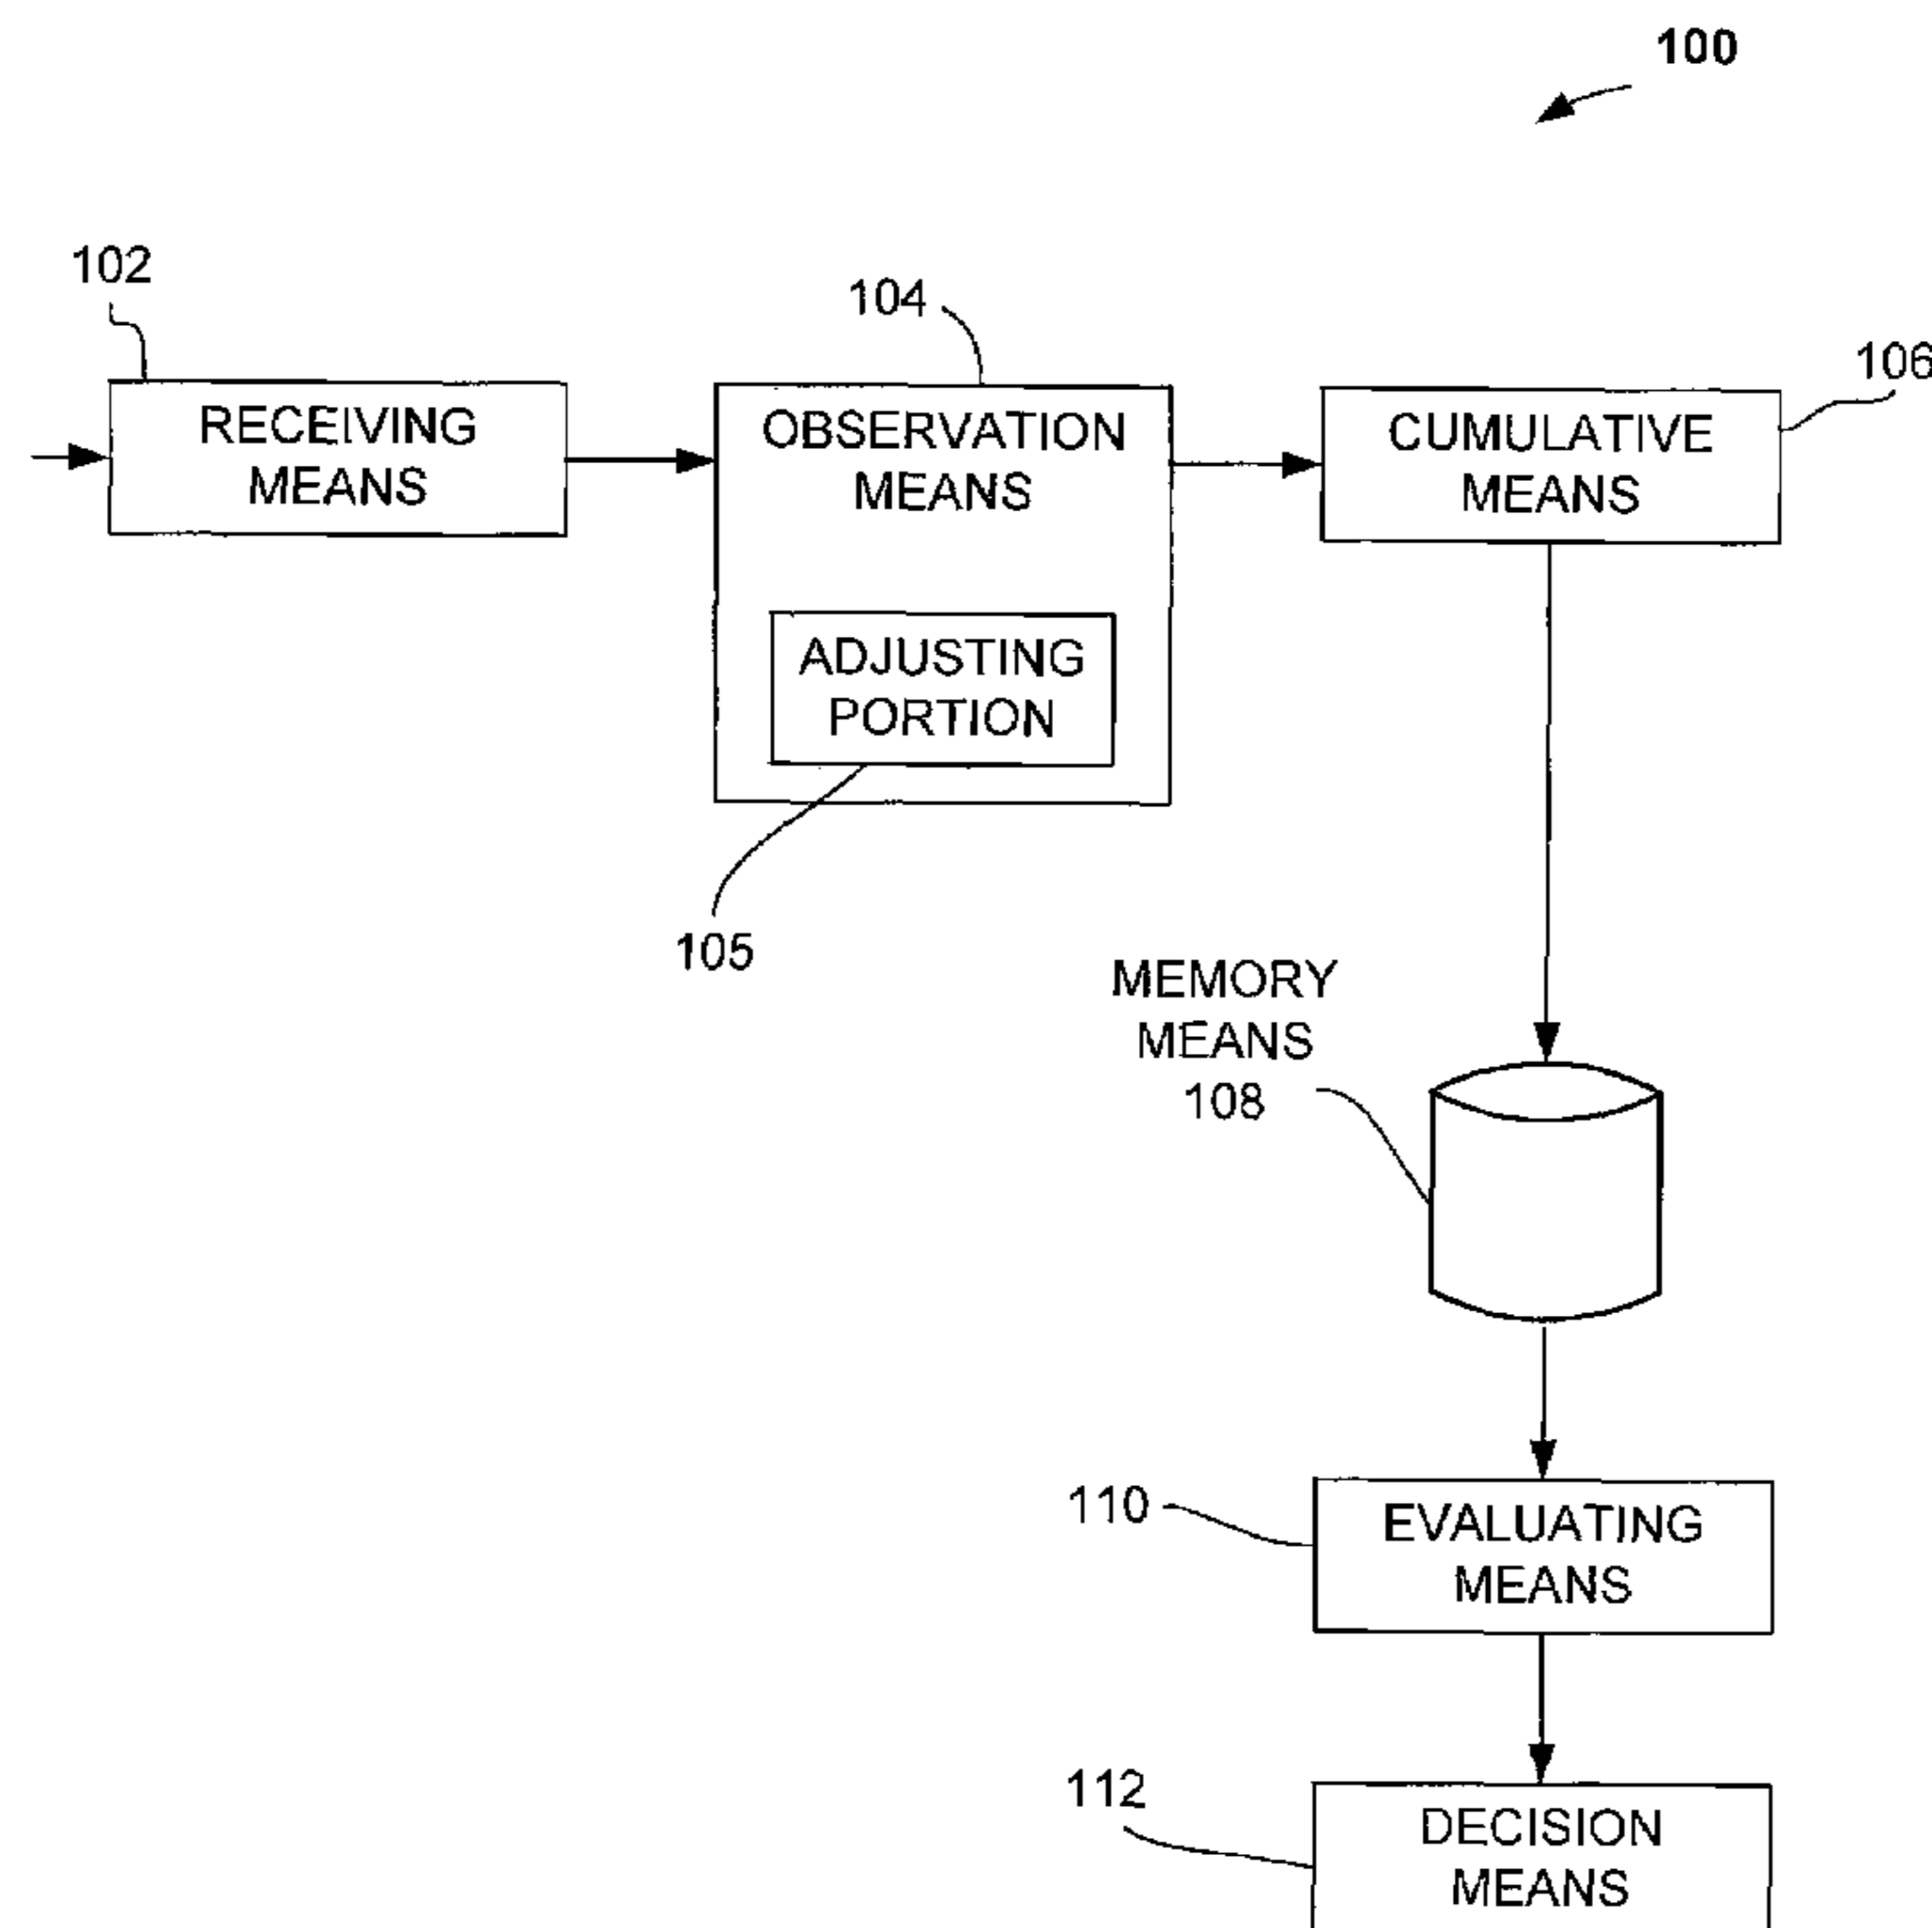 100
102
104
106
RECEIVING
MEANS
OBSERVATION
MEANS
CUMULATIVE
MEANS
ADJUSTING
PORTION
105
MEMORY
MEANS
108
110
EVALUATING
MEANS
112
DECISION
MEANS